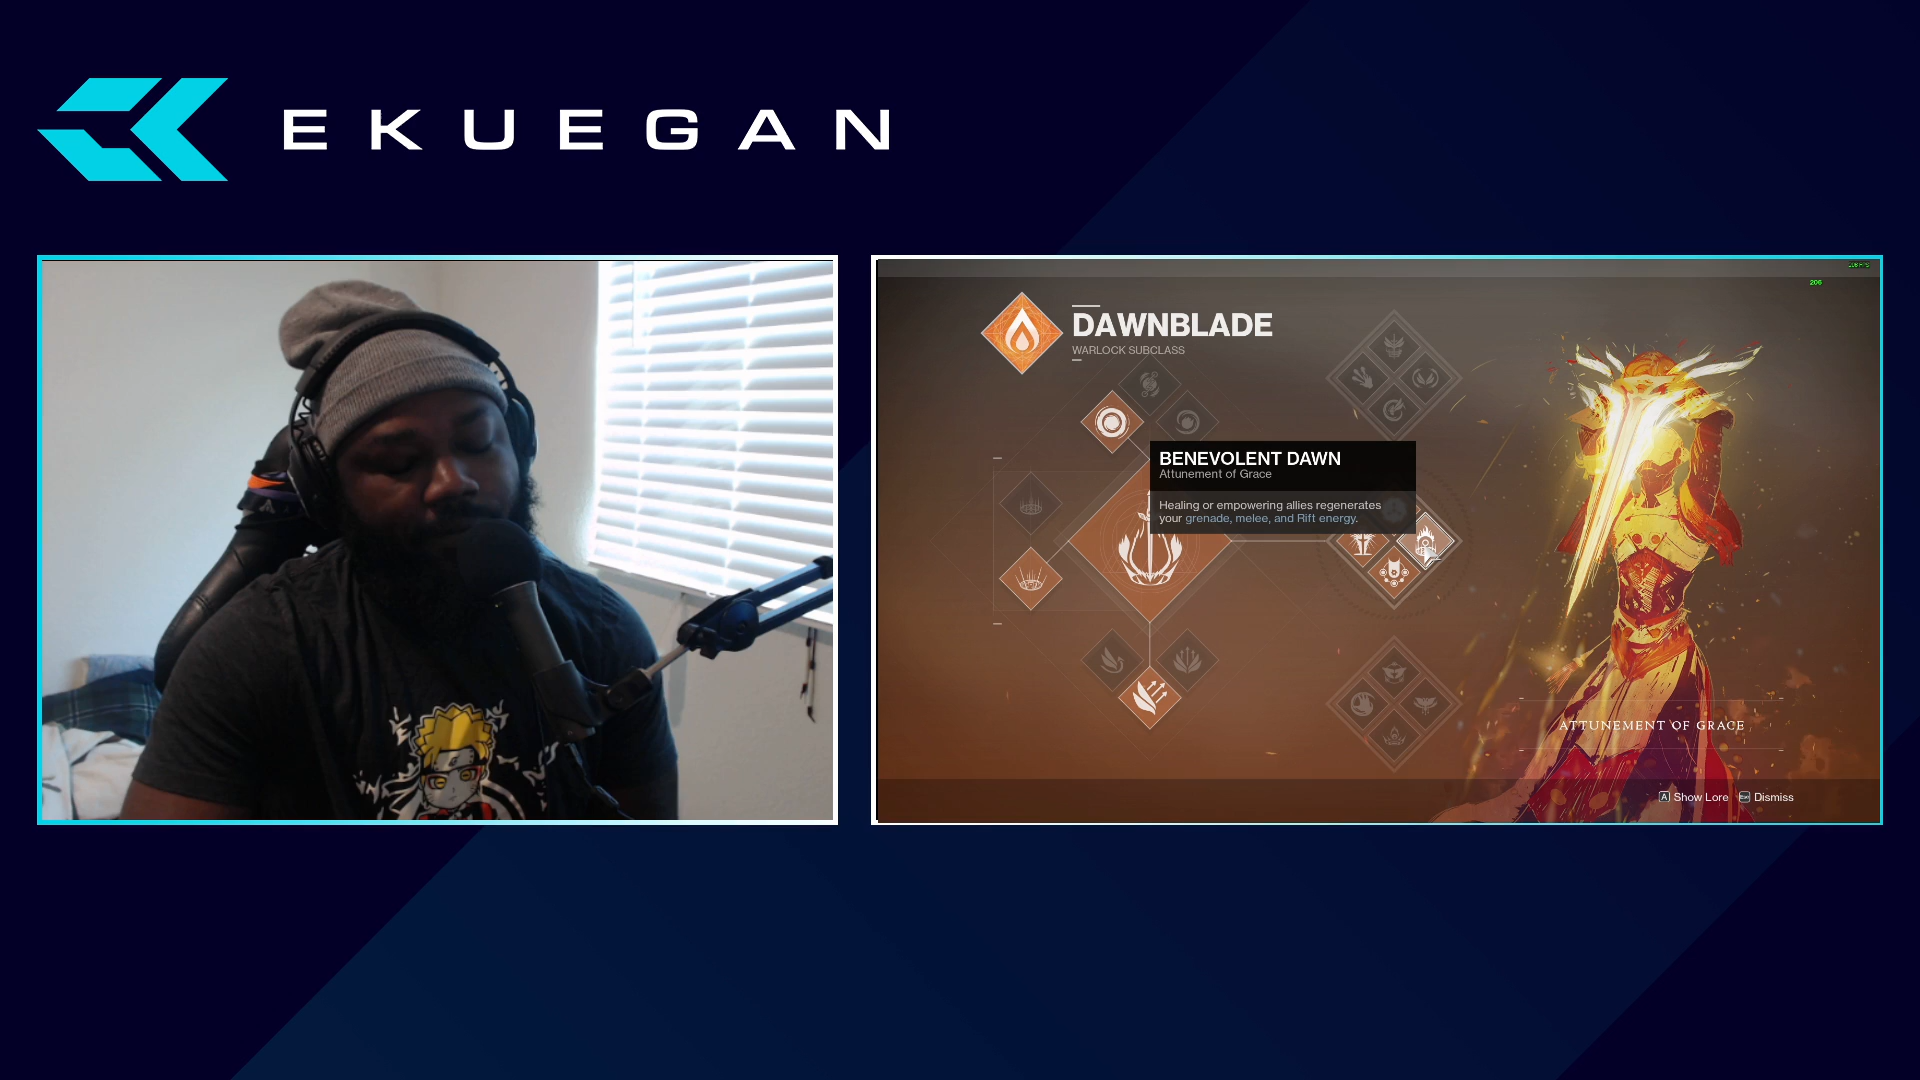 EKUEGAN
DAWNBLADE
WARLOCK SUBCLASS
BENEVOLENT DAWN
Attunement of Grace
Healing or empowering allies regenerates
your grenade, melee, and Rift energy.
206
ATTUNEMENT OF GRACE
A Show Lore Dismiss